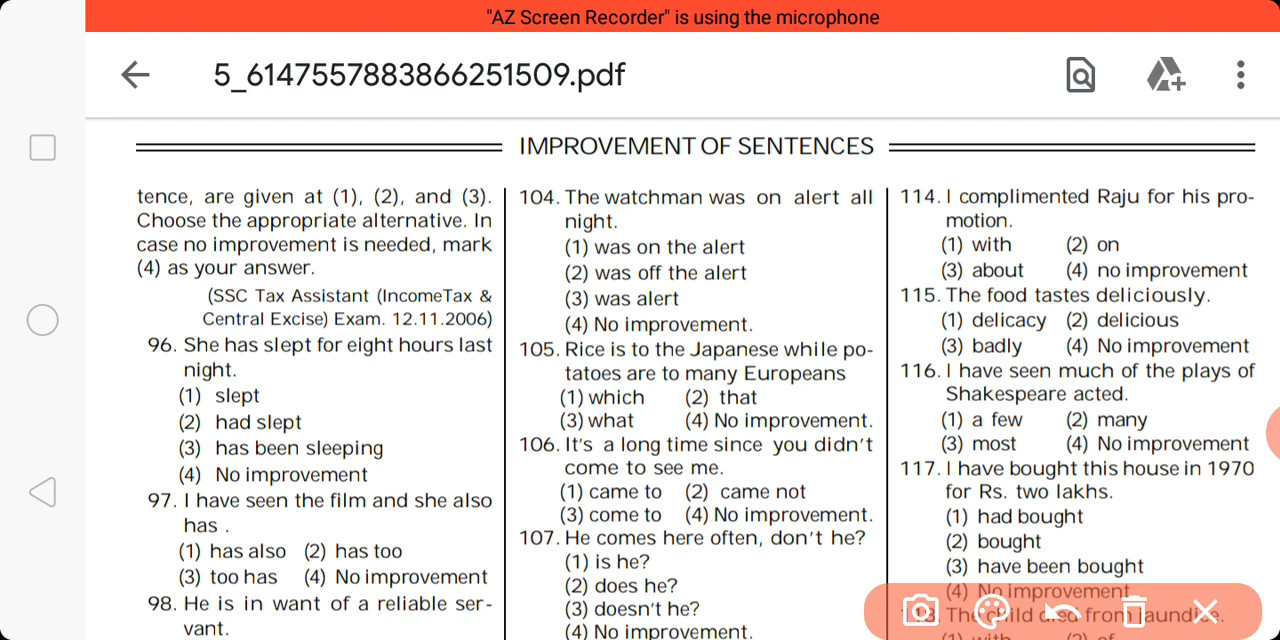 "AZ Screen Recorder" is using the microphone
5_6147557883866251509.pdf
IMPROVEMENT OF SENTENCES
tence, are given at (1), (2), and (3).
Choose the appropriate alternative. In
case no improvement is needed, mark
(4) as your answer.
(SSC Tax Assistant (IncomeTax &
Central Excise) Exam. 12.11.2006)
96. She has slept for eight hours last
night.
(1) slept
(2) had slept
(3) has been sleeping
(4) No improvement
97. I have seen the film and she also
has .
(1) has also (2) has too
(3) too has (4) No improvement
98. He is in want of a reliable ser-
vant.
104. The watchman was on alert all
night.
(1) was on the alert
(2) was off the alert
(3) was alert
(4) No improvement.
105. Rice is to the Japanese while po-
tatoes are to many Europeans
(1) which (2) that
(3) what (4) No improvement.
106. It's a long time since you didn't
come to see me.
(1) came to (2) came not
(3) come to (4) No improvement.
107. He comes here often, don't he?
(1) is he?
(2) does he?
(3) doesn't he?
(4) No improvement.
114. I complimented Raju for his pro-
motion.
(1) with (2) on
(3) about (4) no improvement
115. The food tastes deliciously.
(1) delicacy (2) delicious
(3) badly (4) No improvement
116. I have seen much of the plays of
Shakespeare acted.
(1) a few (2) many
(3) most (4) No improvement
117. I have bought this house in 1970
for Rs. two lakhs.
(1) had bought
(2) bought
(3) have been bought
(4) No improvement
118. The child died from jaundice.
(1) with (2) of